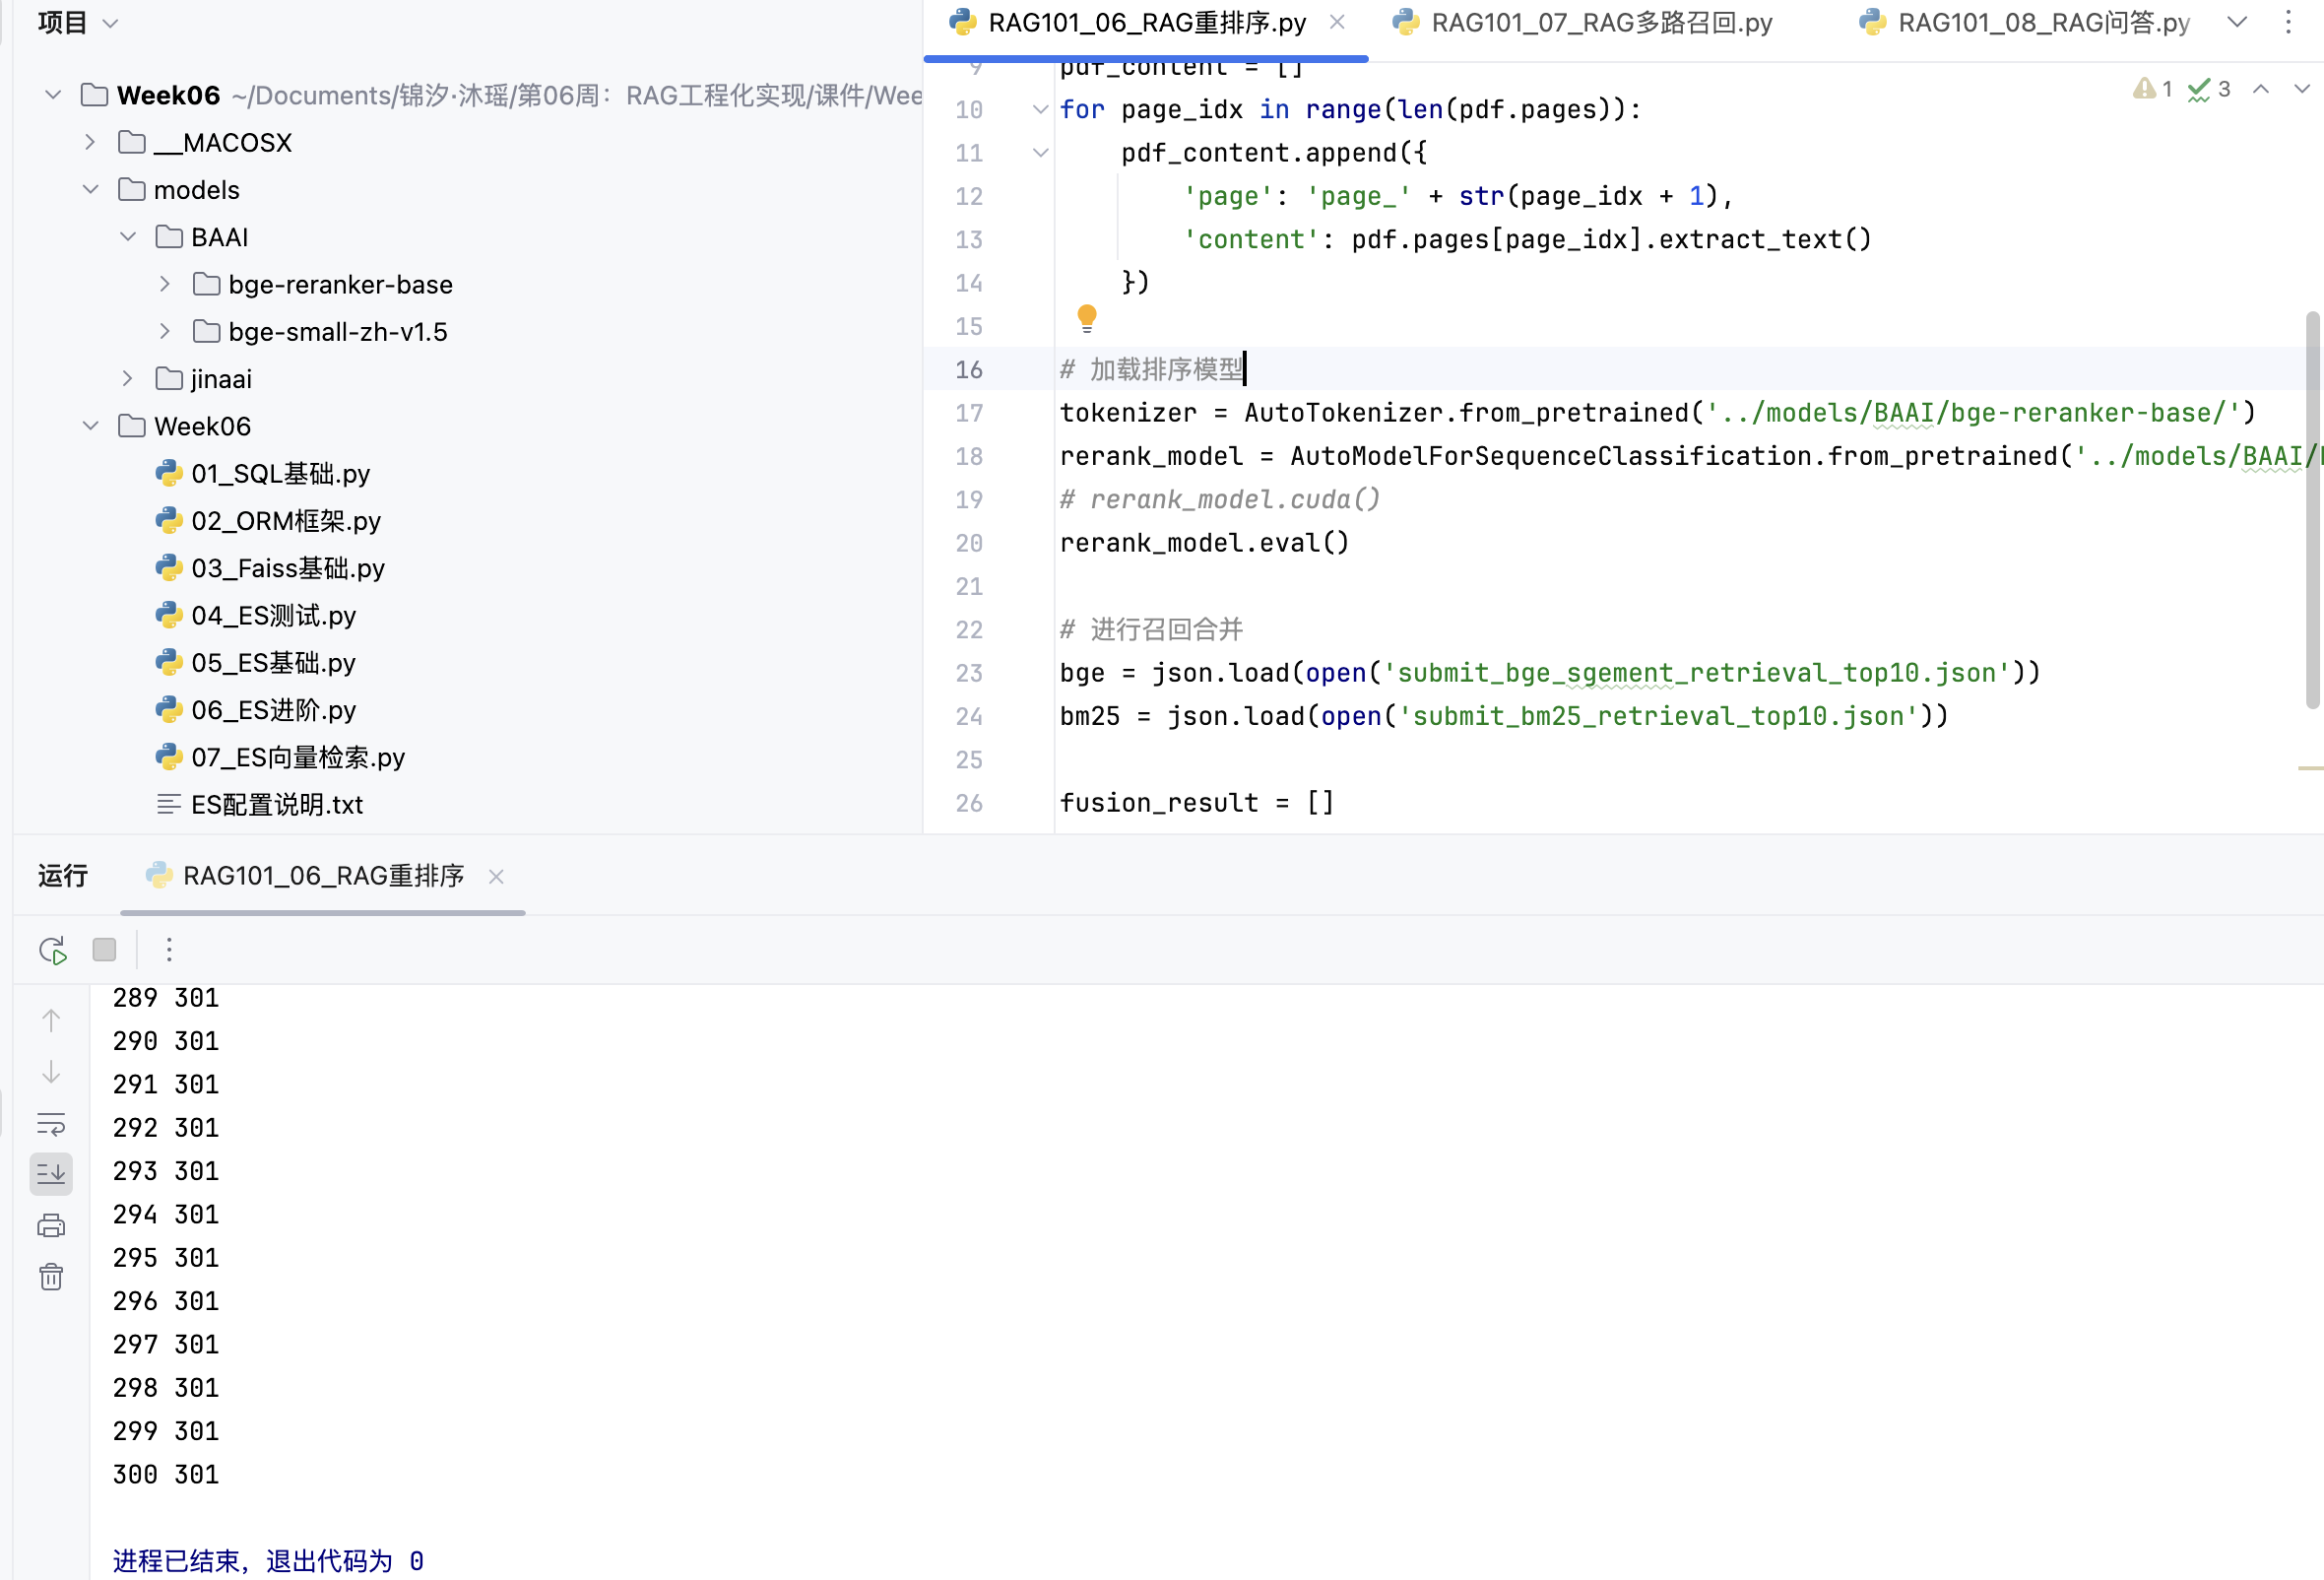 项目
Week06 ~/Documents/锦汐·沐瑶/第06周：RAG工程化实现/课件/Wee
__MACOSX
models
BAAI
bge-reranker-base
bge-small-zh-v1.5
jinaai
Week06
01_SQL基础.py
02_ORM框架.py
03_Faiss基础.py
04_ES测试.py
05_ES基础.py
06_ES进阶.py
07_ES向量检索.py
ES配置说明.txt
RAG101_06_RAG重排序.py
RAG101_07_RAG多路召回.py
RAG101_08_RAG问答.py
1 3
9 pdf_content = []
10 for page_idx in range(len(pdf.pages)):
11 pdf_content.append({
12 'page': 'page_' + str(page_idx + 1),
13 'content': pdf.pages[page_idx].extract_text()
14 })
15
16 # 加载排序模型
17 tokenizer = AutoTokenizer.from_pretrained('../models/BAAI/bge-reranker-base/')
18 rerank_model = AutoModelForSequenceClassification.from_pretrained('../models/BAAI/
19 # rerank_model.cuda()
20 rerank_model.eval()
21
22 # 进行召回合并
23 bge = json.load(open('submit_bge_sgement_retrieval_top10.json'))
24 bm25 = json.load(open('submit_bm25_retrieval_top10.json'))
25
26 fusion_result = []
运行
RAG101_06_RAG重排序
289 301
290 301
291 301
292 301
293 301
294 301
295 301
296 301
297 301
298 301
299 301
300 301
进程已结束，退出代码为 0